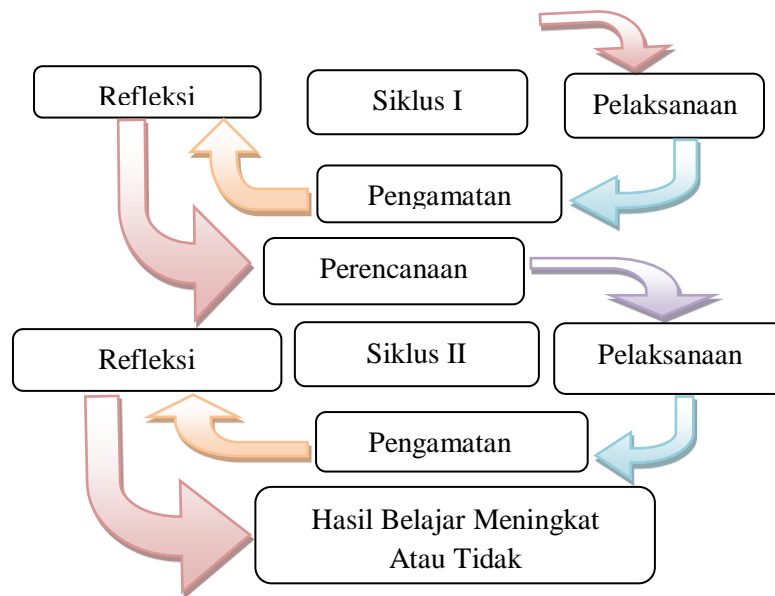 Refleksi
Siklus I
Pelaksanaan
Pengamatan
Perencanaan
Refleksi
Siklus II
Pelaksanaan
Pengamatan
Hasil Belajar Meningkat
Atau Tidak